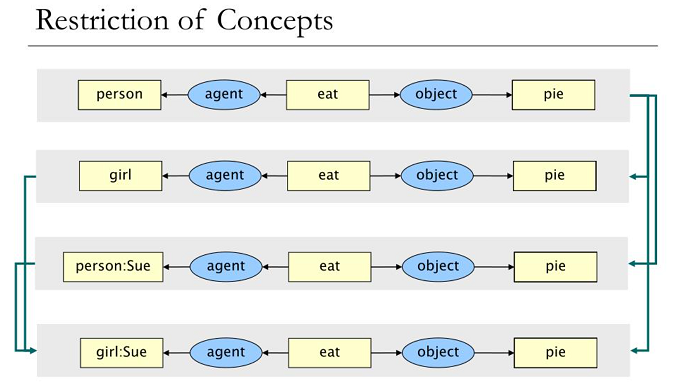 Restriction of Concepts
person agent eat object pie
girl agent eat object pie
person:Sue agent eat object pie
girl:Sue agent eat object pie